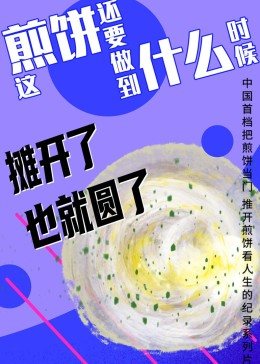 这煎饼还要做到什么时候
摊开了
也就圆了
中国首档把煎饼当门 推开煎饼看人生的纪录系列片